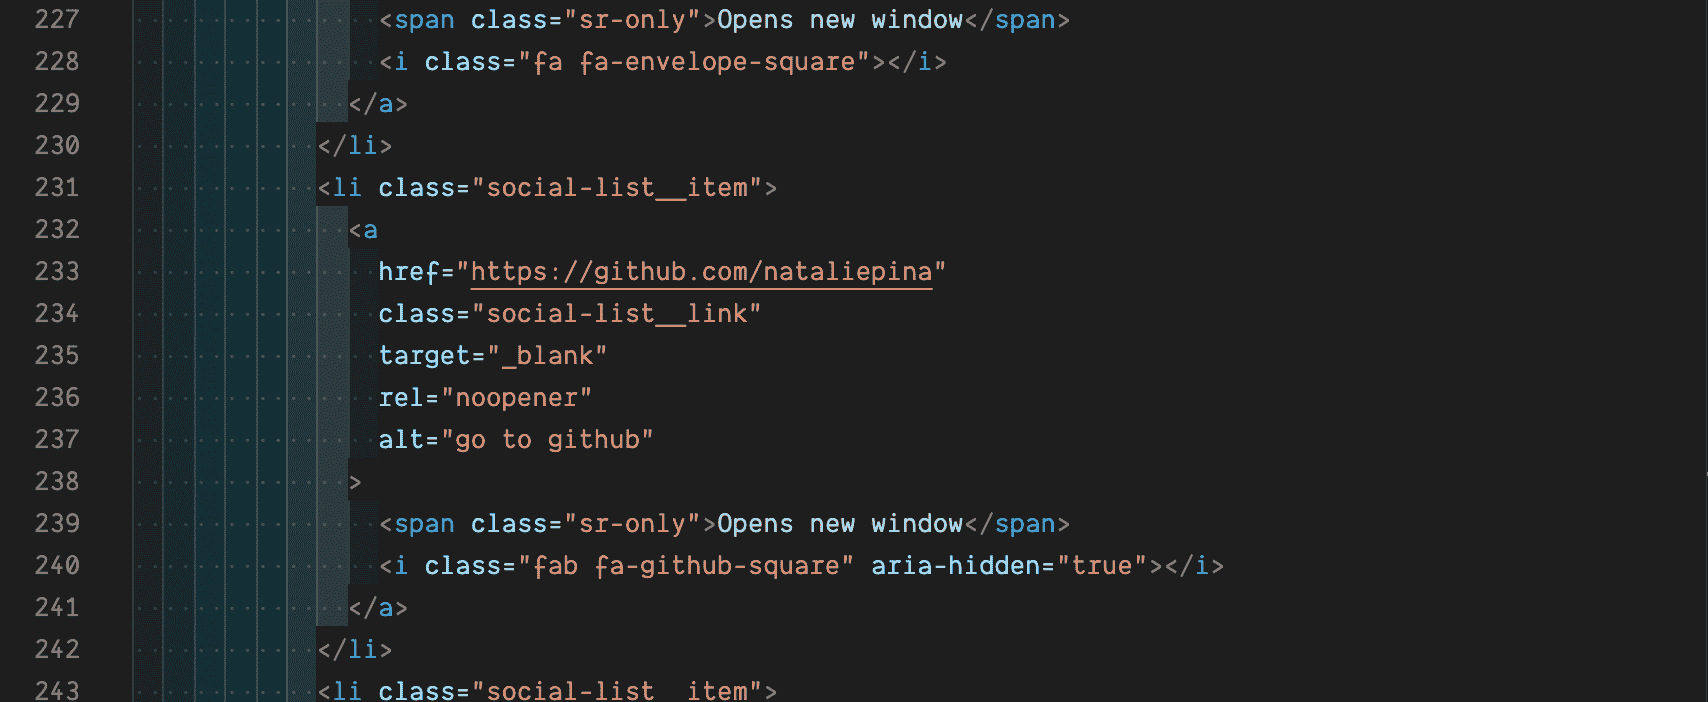 227 <span class="sr-only">Opens new window</span>
228 <i class="fa fa-envelope-square"></i>
229 </a>
230 </li>
231 <li class="social-list__item">
232 <a
233 href="https://github.com/nataliepina"
234 class="social-list__link"
235 target="_blank"
236 rel="noopener"
237 alt="go to github"
238 >
239 <span class="sr-only">Opens new window</span>
240 <i class="fab fa-github-square" aria-hidden="true"></i>
241 </a>
242 </li>
243 <li class="social-list__item">